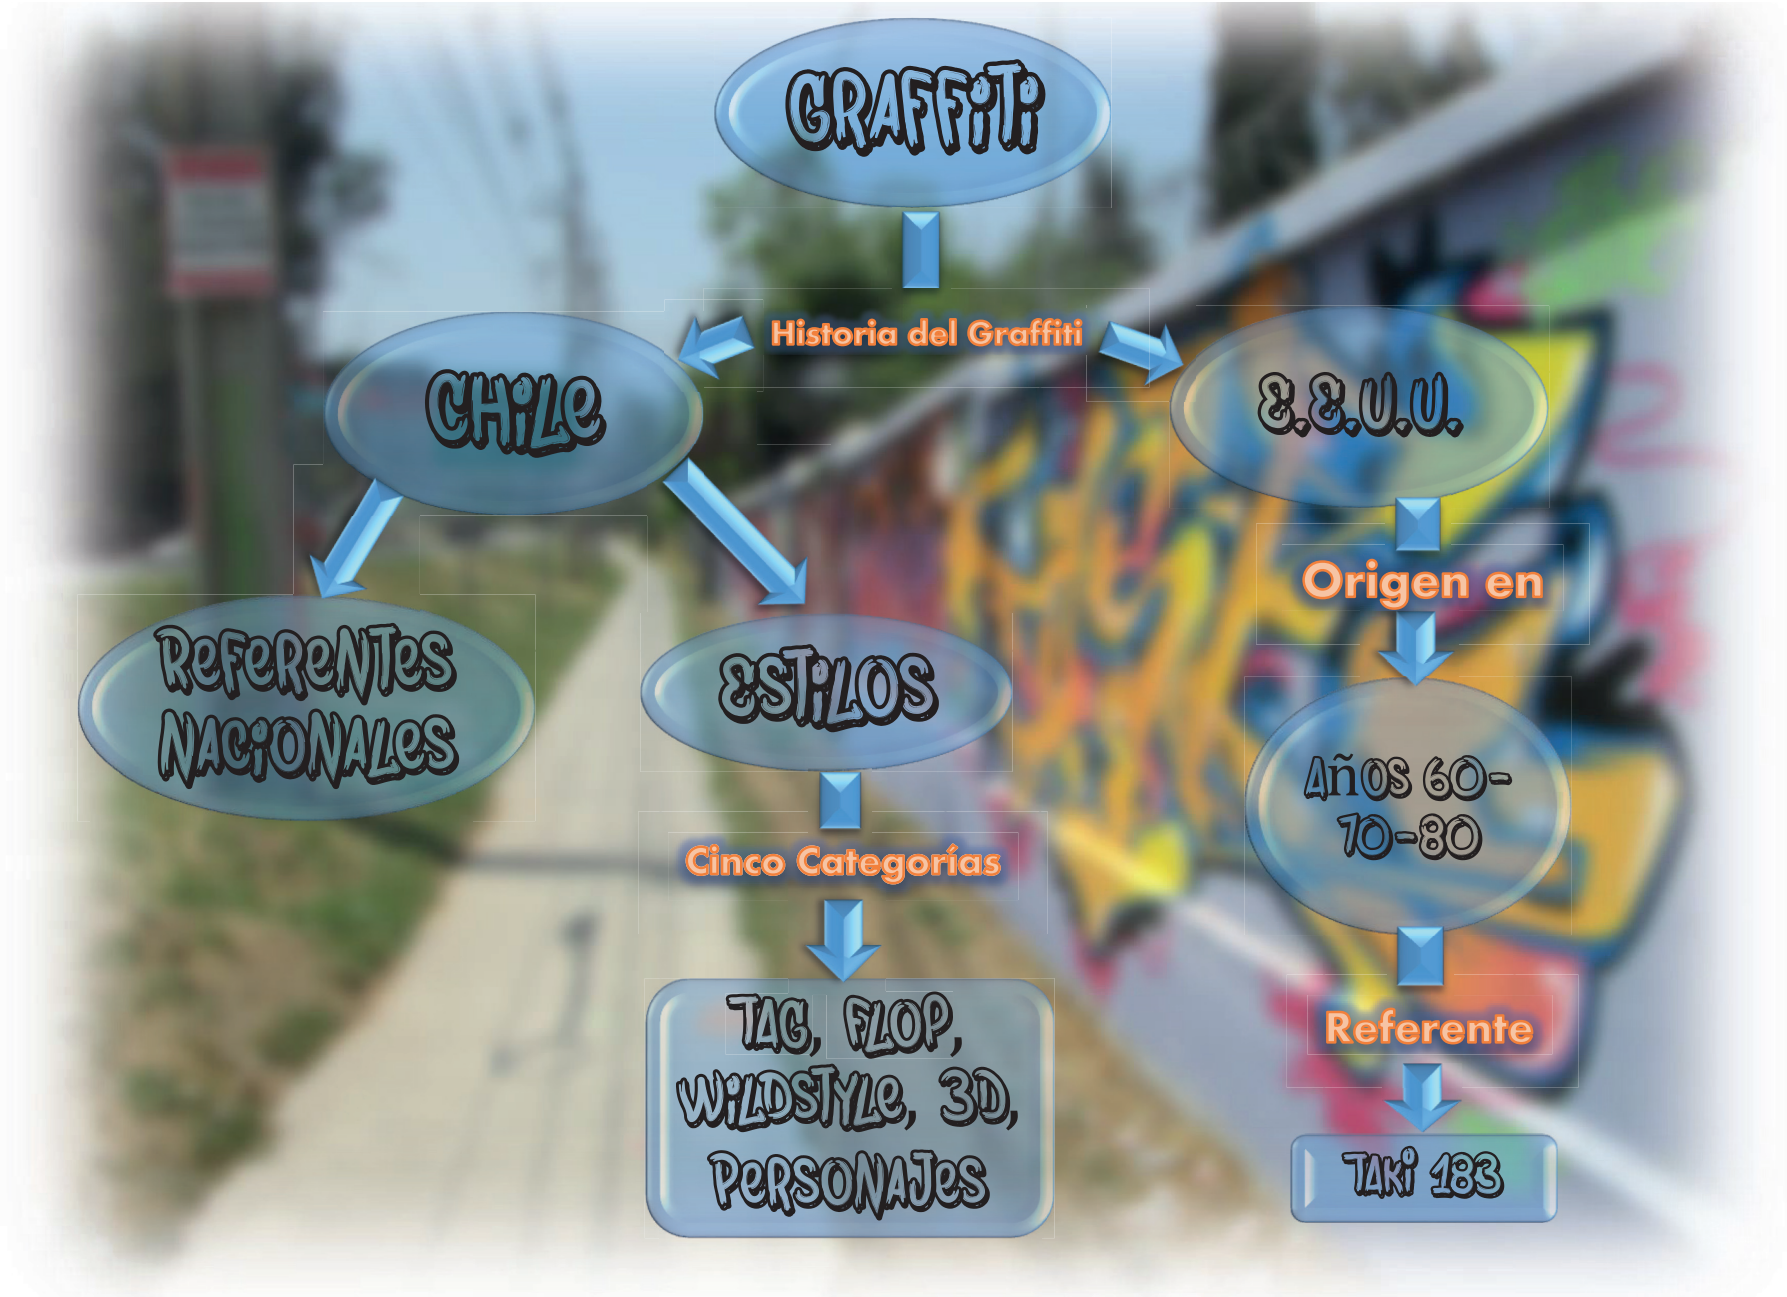 GRAFFiTi
Historia del Graffiti
CHiLe
E.E.U.U.
Origen en
ReFeReNTes
NACiONALes
ESTiLOS
AÑOS 60-
70-80
Cinco Categorías
Referente
TAG, FLOP,
WiLDSTYLe, 3D,
PeRSONAJeS
TAKi 183